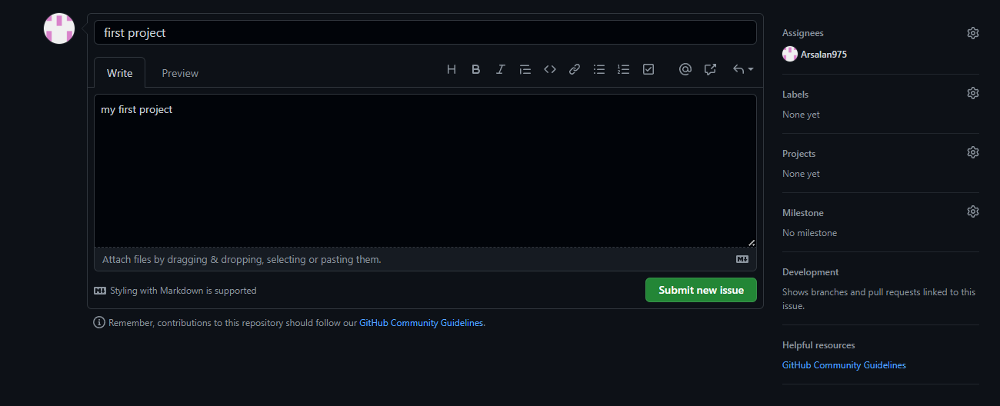 first project
Write
Preview
my first project
Attach files by dragging & dropping, selecting or pasting them.
Styling with Markdown is supported
Submit new issue
Remember, contributions to this repository should follow our GitHub Community Guidelines.
Assignees
Arsalan975
Labels
None yet
Projects
None yet
Milestone
No milestone
Development
Shows branches and pull requests linked to this
issue.
Helpful resources
GitHub Community Guidelines